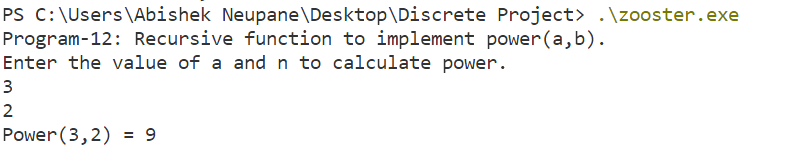 PS C:\Users\Abishek Neupane\Desktop\Discrete Project> .\zooster.exe
Program-12: Recursive function to implement power(a,b).
Enter the value of a and n to calculate power.
3
2
Power(3,2) = 9